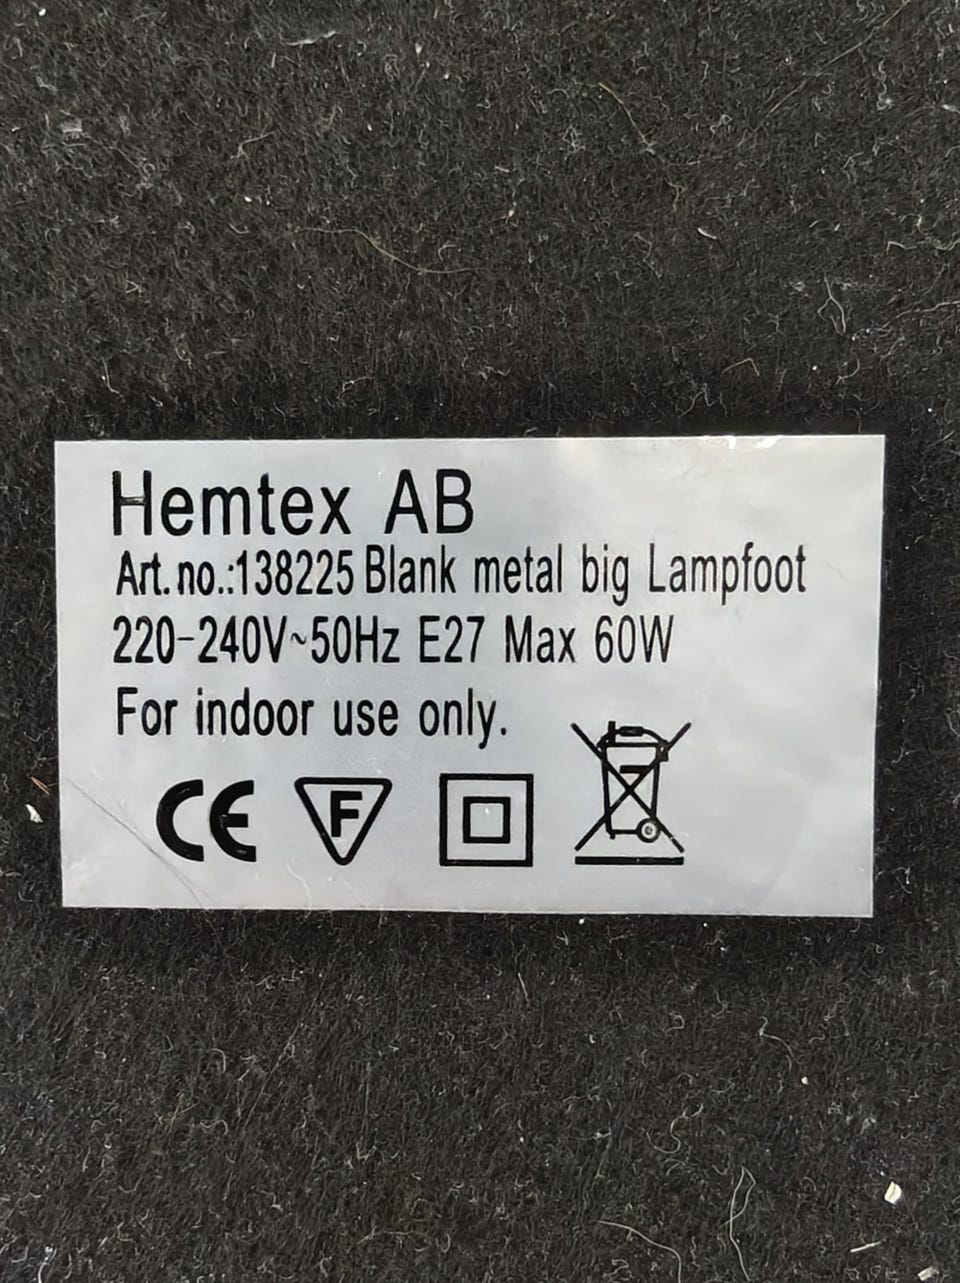 Hemtex AB
Art. no.:138225 Blank metal big Lampfoot
220-240V~50Hz E27 Max 60W
For indoor use only.
CE F